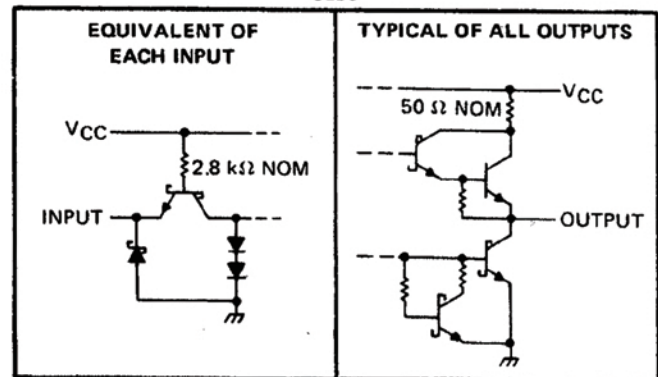 EQUIVALENT OF
EACH INPUT
VCC
2.8 kΩ NOM
INPUT
TYPICAL OF ALL OUTPUTS
VCC
50 Ω NOM
OUTPUT